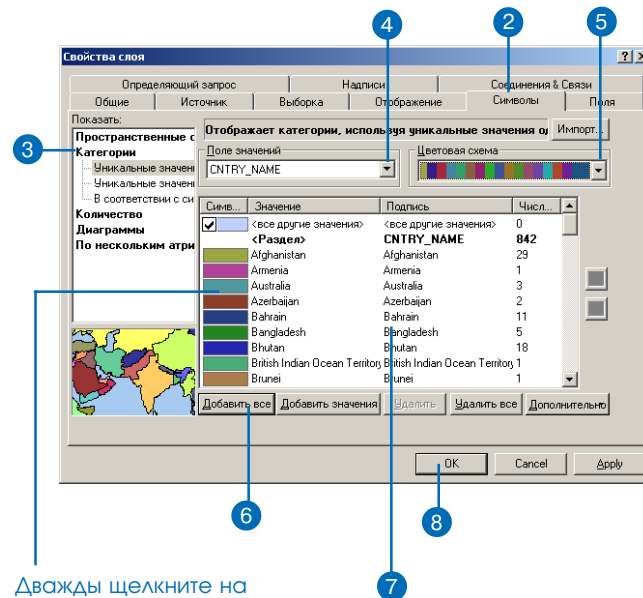 4
2
5
Свойства слоя
Определяющий запрос
Надписи
Соединения & Связи
Общие
Источник
Выборка
Отображение
Символы
Поля
Показать:
3
Пространственные с
Категории
Уникальные значени
Уникальные значени
В соответствии с си
Количество
Диаграммы
По нескольким атри
Отображает категории, используя уникальные значения од
Импорт...
Поле значений
CNTRY_NAME
Цветовая схема
Симв... Значение Подпись Числ...
<все другие значения> <все другие значения> 0
<Раздел> CNTRY_NAME 842
Afghanistan Afghanistan 29
Armenia Armenia 1
Australia Australia 3
Azerbaijan Azerbaijan 2
Bahrain Bahrain 11
Bangladesh Bangladesh 5
Bhutan Bhutan 18
British Indian Ocean Territory British Indian Ocean Territory 1
Brunei Brunei 1
Добавить все
Добавить значения
Удалить
Удалить все
Дополнительно
OK
Cancel
Apply
6
8
7
Дважды щелкните на